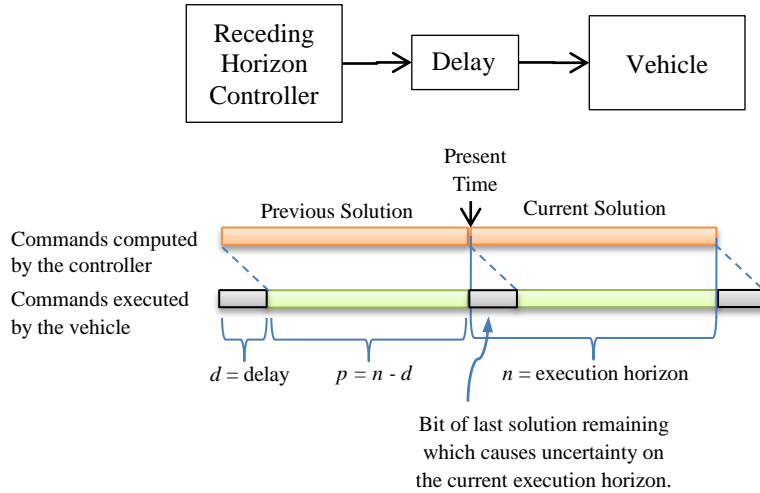 Receding
Horizon
Controller
Delay
Vehicle
Present
Time
Previous Solution
Current Solution
Commands computed
by the controller
Commands executed
by the vehicle
d = delay
p = n - d
n = execution horizon
Bit of last solution remaining
which causes uncertainty on
the current execution horizon.